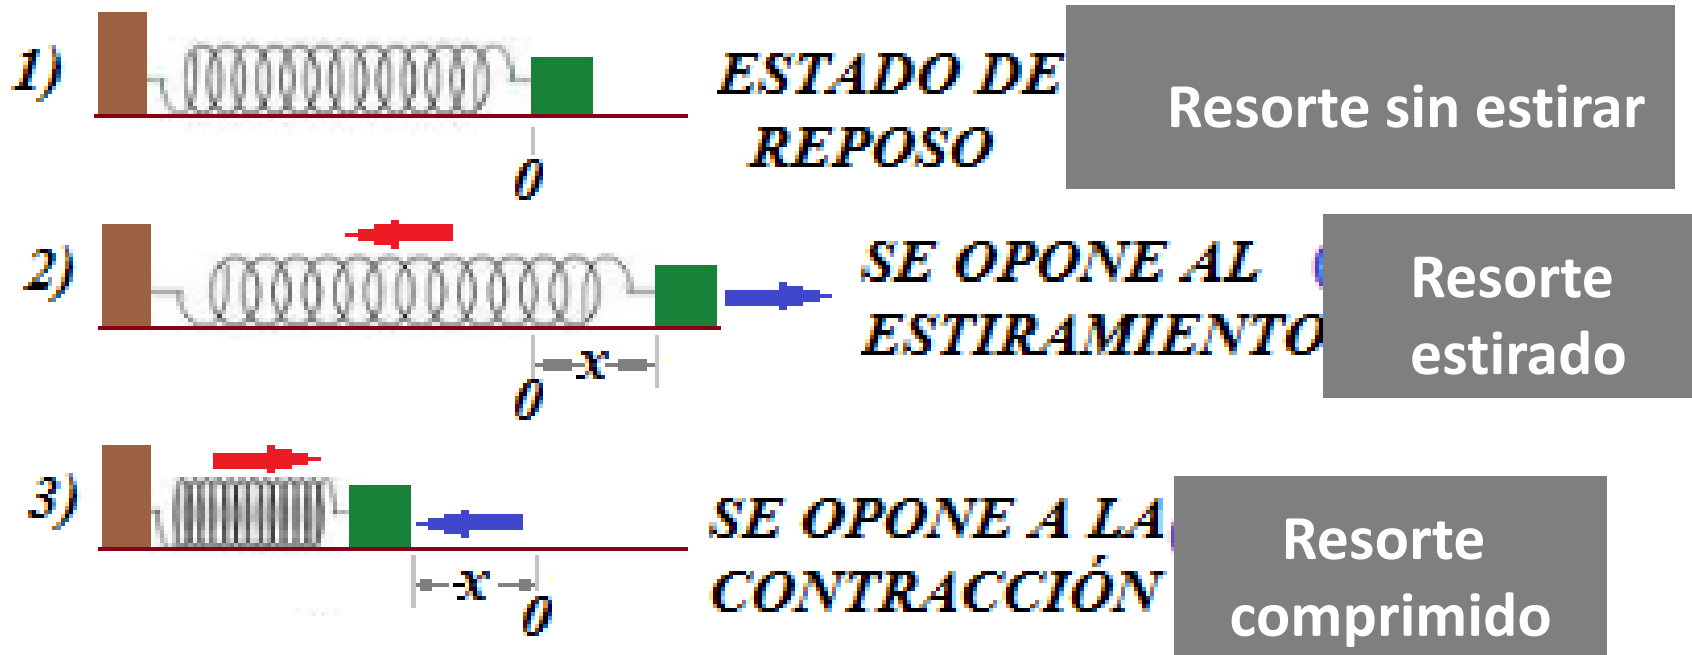 1)
ESTADO DE
REPOSO
Resorte sin estirar
0
2)
SE OPONE AL
ESTIRAMIENTO
Resorte
estirado
x
0
3)
SE OPONE A LA
CONTRACCIÓN
Resorte
comprimido
-x
0